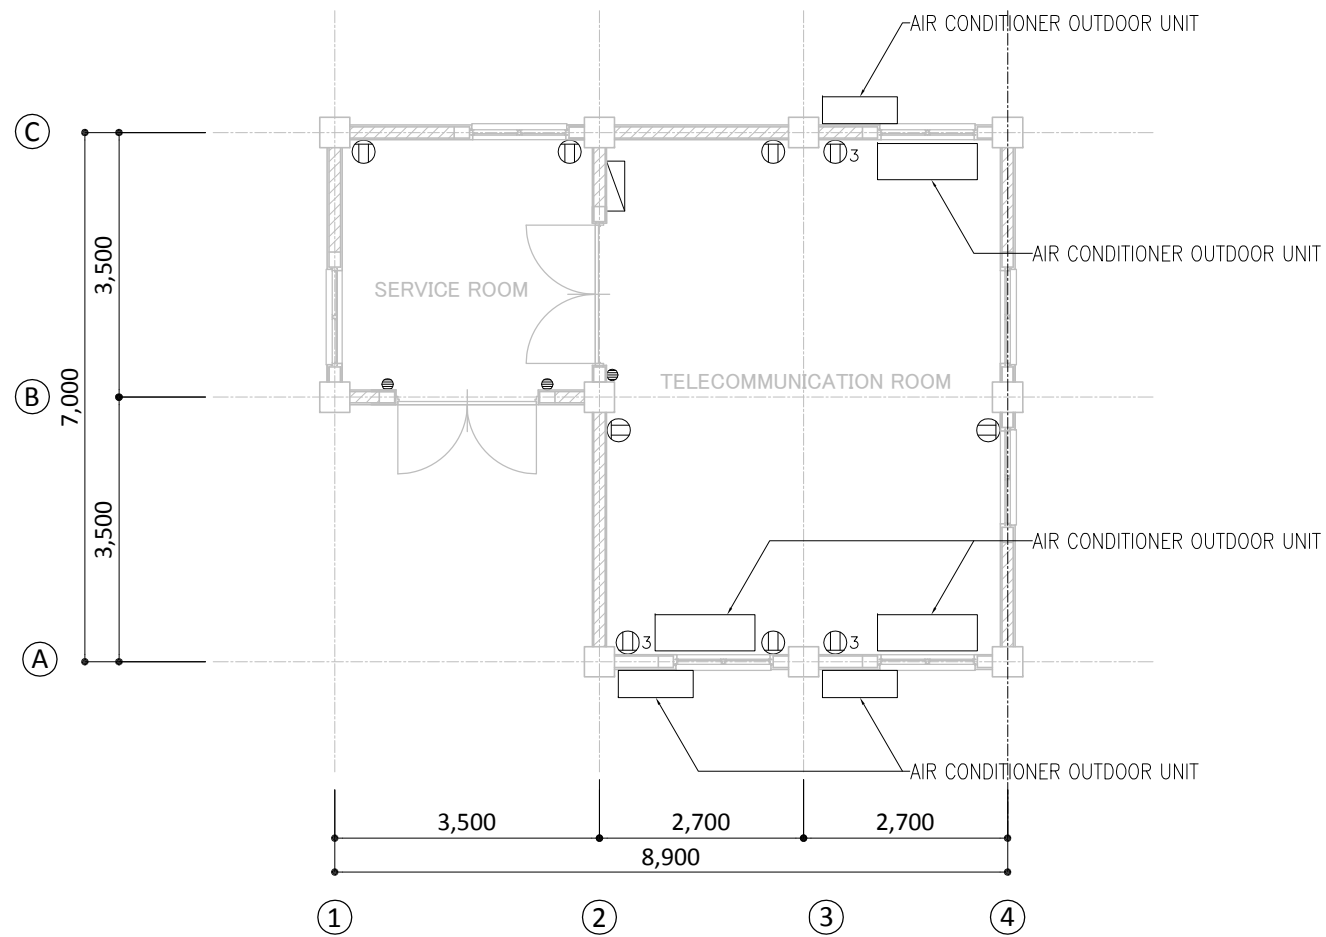 AIR CONDITIONER OUTDOOR UNIT
C
3
AIR CONDITIONER OUTDOOR UNIT
3,500
SERVICE ROOM
TELECOMMUNICATION ROOM
B
7,000
3,500
AIR CONDITIONER OUTDOOR UNIT
3
3
A
AIR CONDITIONER OUTDOOR UNIT
3,500
2,700
2,700
8,900
1
2
3
4